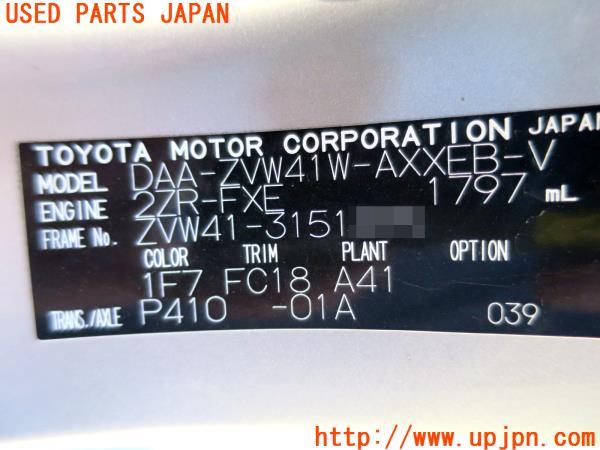 USED PARTS JAPAN
TOYOTA MOTOR CORPORATION JAPAN
MODEL DAA-ZVW41W-AXXEB-V
ENGINE 2ZR-FXE 1797 mL
FRAME No. ZVW41-3151
COLOR TRIM PLANT OPTION
1F7 FC18 A41
TRANS./AXLE P410 -01A 039
http://www.upjpn.com